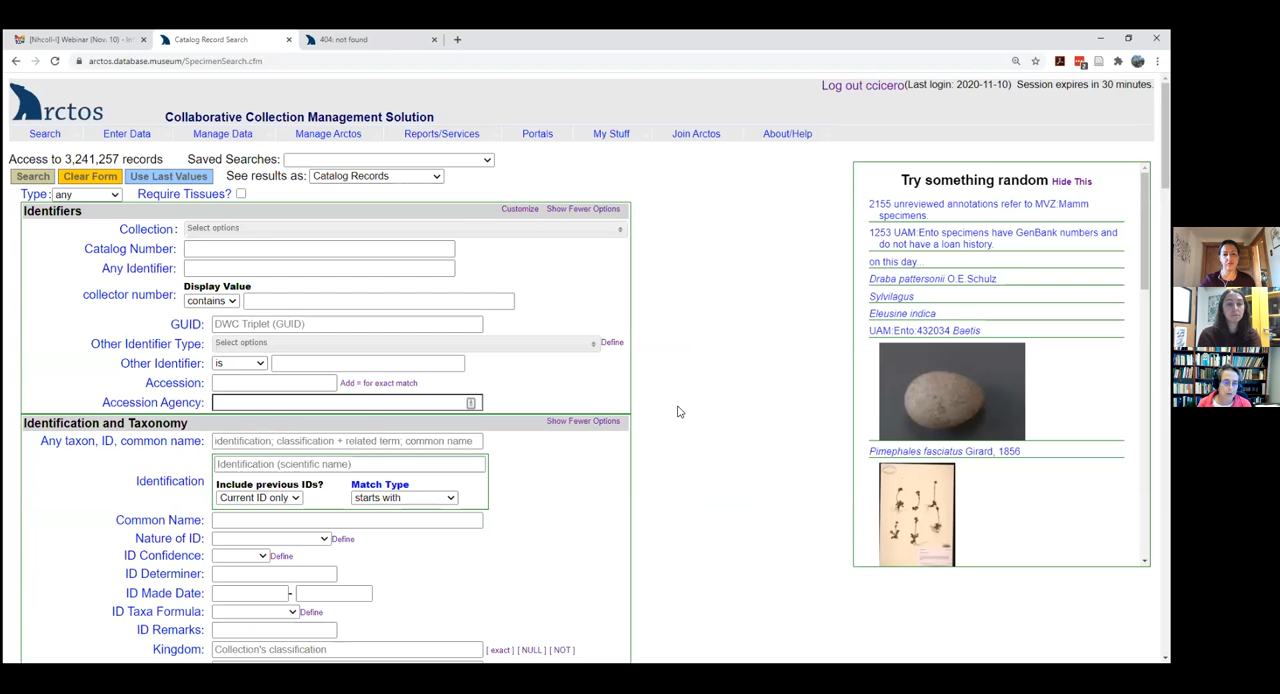 [Nhcoll-l] Webinar (Nov. 10) - In
Catalog Record Search
404: not found
arctos.database.museum/SpecimenSearch.cfm
Log out ccicero(Last login: 2020-11-10) Session expires in 30 minutes.
Arctos
Collaborative Collection Management Solution
Search Enter Data Manage Data Manage Arctos Reports/Services Portals My Stuff Join Arctos About/Help
Access to 3,241,257 records Saved Searches:
Search Clear Form Use Last Values See results as: Catalog Records
Type: any Require Tissues?
Identifiers Customize Show Fewer Options
Collection: Select options
Catalog Number:
Any Identifier:
Display Value
collector number: contains
GUID: DWC Triplet (GUID)
Other Identifier Type: Select options Define
Other Identifier: is
Accession: Add = for exact match
Accession Agency:
Identification and Taxonomy Show Fewer Options
Any taxon, ID, common name: identification; classification + related term; common name
Identification (scientific name)
Identification
Include previous IDs? Match Type
Current ID only starts with
Common Name:
Nature of ID: Define
ID Confidence: Define
ID Determiner:
ID Made Date: -
ID Taxa Formula: Define
ID Remarks:
Kingdom: Collection's classification [ exact ] [ NULL ] [ NOT ]
Try something random Hide This
2155 unreviewed annotations refer to MVZ:Mamm
specimens.
1253 UAM:Ento specimens have GenBank numbers and
do not have a loan history.
on this day...
Draba pattersonii O.E.Schulz
Sylvilagus
Eleusine indica
UAM:Ento:432034 Baetis
Pimephales fasciatus Girard, 1856